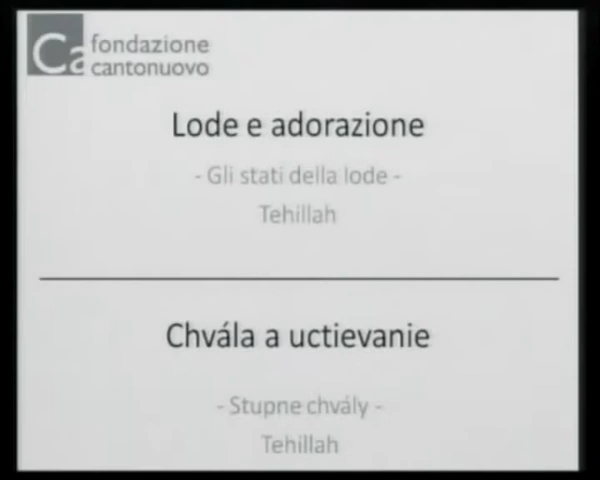 Ca fondazione
cantonuovo
Lode e adorazione
- Gli stati della lode -
Tehillah
Chvála a uctievanie
- Stupne chvály -
Tehillah